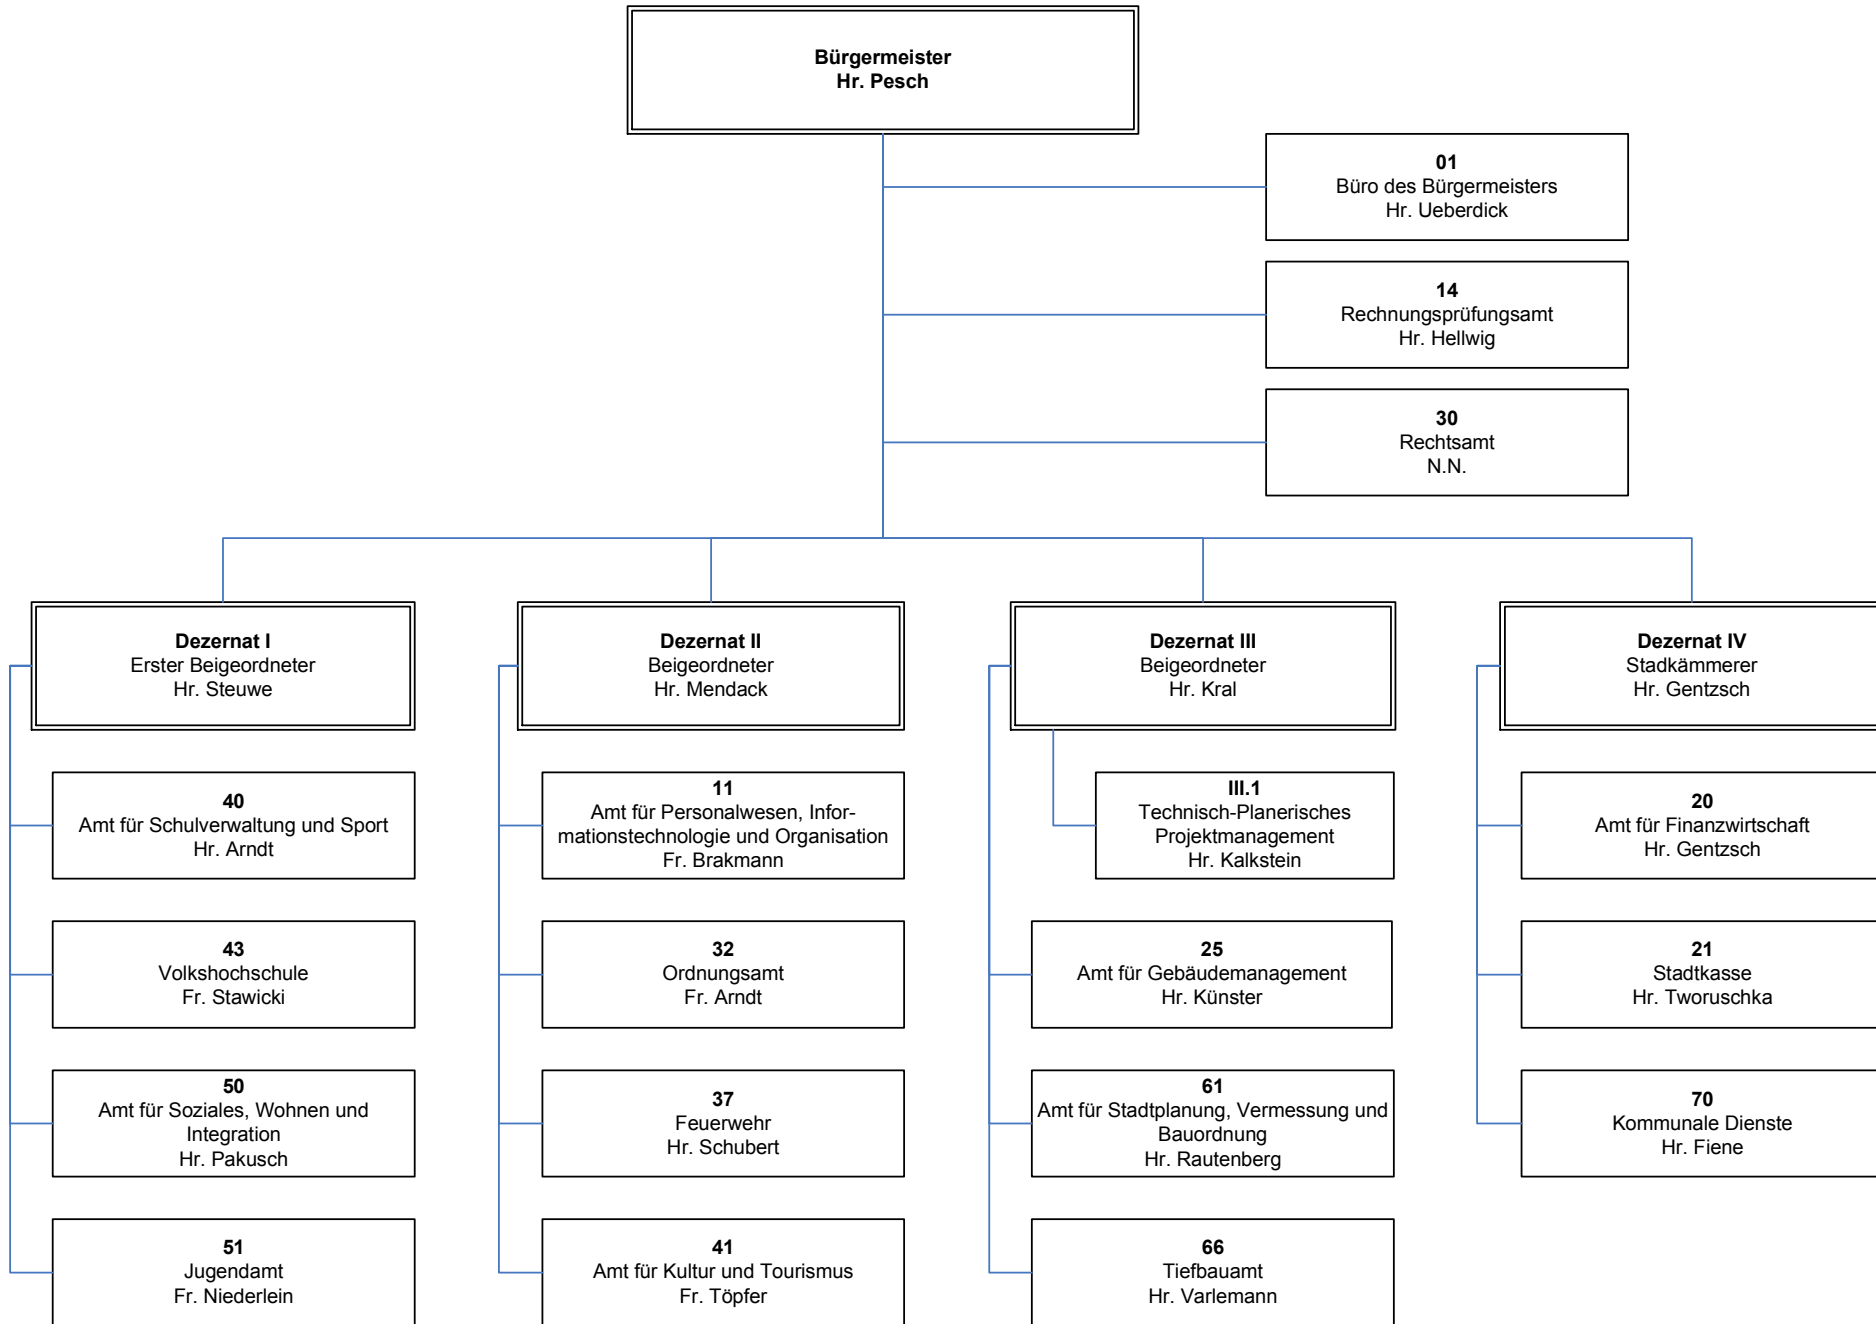 Bürgermeister
Hr. Pesch
01
Büro des Bürgermeisters
Hr. Ueberdick
14
Rechnungsprüfungsamt
Hr. Hellwig
30
Rechtsamt
N.N.
Dezernat I
Erster Beigeordneter
Hr. Steuwe
40
Amt für Schulverwaltung und Sport
Hr. Arndt
43
Volkshochschule
Fr. Stawicki
50
Amt für Soziales, Wohnen und
Integration
Hr. Pakusch
51
Jugendamt
Fr. Niederlein
Dezernat II
Beigeordneter
Hr. Mendack
11
Amt für Personalwesen, Infor-
mationstechnologie und Organisation
Fr. Brakmann
32
Ordnungsamt
Fr. Arndt
37
Feuerwehr
Hr. Schubert
41
Amt für Kultur und Tourismus
Fr. Töpfer
Dezernat III
Beigeordneter
Hr. Kral
III.1
Technisch-Planerisches
Projektmanagement
Hr. Kalkstein
25
Amt für Gebäudemanagement
Hr. Künster
61
Amt für Stadtplanung, Vermessung und
Bauordnung
Hr. Rautenberg
66
Tiefbauamt
Hr. Varlemann
Dezernat IV
Stadkämmerer
Hr. Gentzsch
20
Amt für Finanzwirtschaft
Hr. Gentzsch
21
Stadtkasse
Hr. Tworuschka
70
Kommunale Dienste
Hr. Fiene